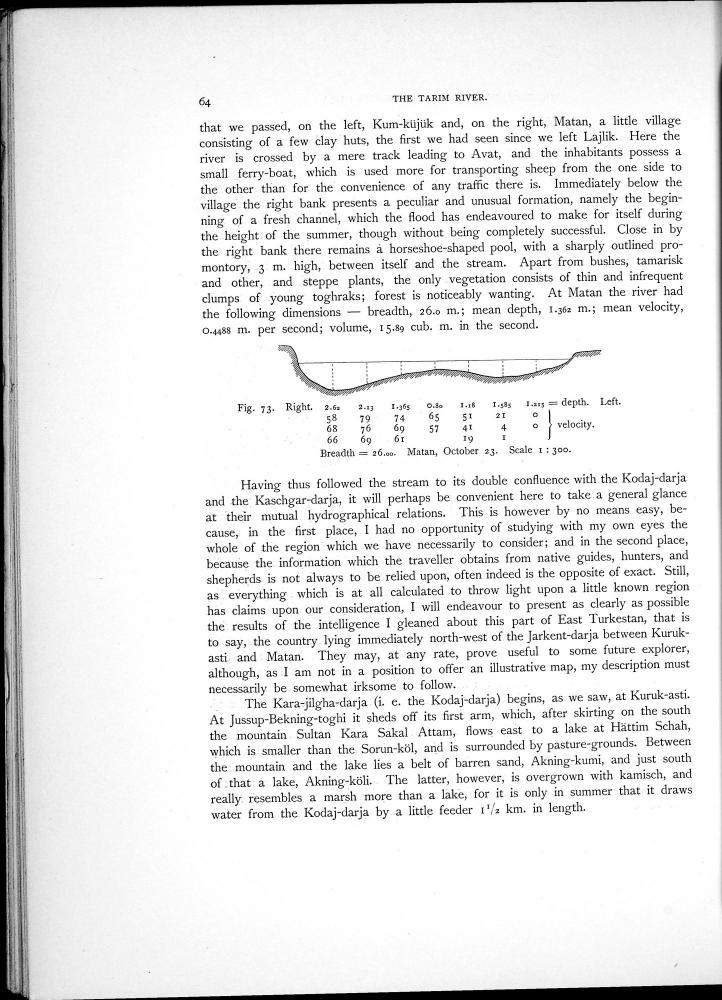 64
THE TARIM RIVER.
that we passed, on the left, Kum-küjük and, on the right, Matan, a little village
consisting of a few clay huts, the first we had seen since we left Lajlik. Here the
river is crossed by a mere track leading to Avat, and the inhabitants possess a
small ferry-boat, which is used more for transporting sheep from the one side to
the other than for the convenience of any traffic there is. Immediately below the
village the right bank presents a peculiar and unusual formation, namely the begin-
ning of a fresh channel, which the flood has endeavoured to make for itself during
the height of the summer, though without being completely successful. Close in by
the right bank there remains a horseshoe-shaped pool, with a sharply outlined pro-
montory, 3 m. high, between itself and the stream. Apart from bushes, tamarisk
and other, and steppe plants, the only vegetation consists of thin and infrequent
clumps of young toghraks; forest is noticeably wanting. At Matan the river had
the following dimensions — breadth, 26.0 m.; mean depth, 1.362 m.; mean velocity,
0.4488 m. per second; volume, 15.89 cub. m. in the second.
Fig. 73. Right. 2.62 2.13 1.365 0.80 1.18 1.585 1.215 = depth. Left.
58 79 74 65 51 21 0
68 76 69 57 41 4 0 velocity.
66 69 61 19 1
Breadth = 26.00. Matan, October 23. Scale 1 : 300.
Having thus followed the stream to its double confluence with the Kodaj-darja
and the Kaschgar-darja, it will perhaps be convenient here to take a general glance
at their mutual hydrographical relations. This is however by no means easy, be-
cause, in the first place, I had no opportunity of studying with my own eyes the
whole of the region which we have necessarily to consider; and in the second place,
because the information which the traveller obtains from native guides, hunters, and
shepherds is not always to be relied upon, often indeed is the opposite of exact. Still,
as everything which is at all calculated to throw light upon a little known region
has claims upon our consideration, I will endeavour to present as clearly as possible
the results of the intelligence I gleaned about this part of East Turkestan, that is
to say, the country lying immediately north-west of the Jarkent-darja between Kuruk-
asti and Matan. They may, at any rate, prove useful to some future explorer,
although, as I am not in a position to offer an illustrative map, my description must
necessarily be somewhat irksome to follow.
The Kara-jilgha-darja (i. e. the Kodaj-darja) begins, as we saw, at Kuruk-asti.
At Jussup-Bekning-toghi it sheds off its first arm, which, after skirting on the south
the mountain Sultan Kara Sakal Attam, flows east to a lake at Hättim Schah,
which is smaller than the Sorun-köl, and is surrounded by pasture-grounds. Between
the mountain and the lake lies a belt of barren sand, Akning-kumi, and just south
of that a lake, Akning-köli. The latter, however, is overgrown with kamisch, and
really resembles a marsh more than a lake, for it is only in summer that it draws
water from the Kodaj-darja by a little feeder 1 1/2 km. in length.